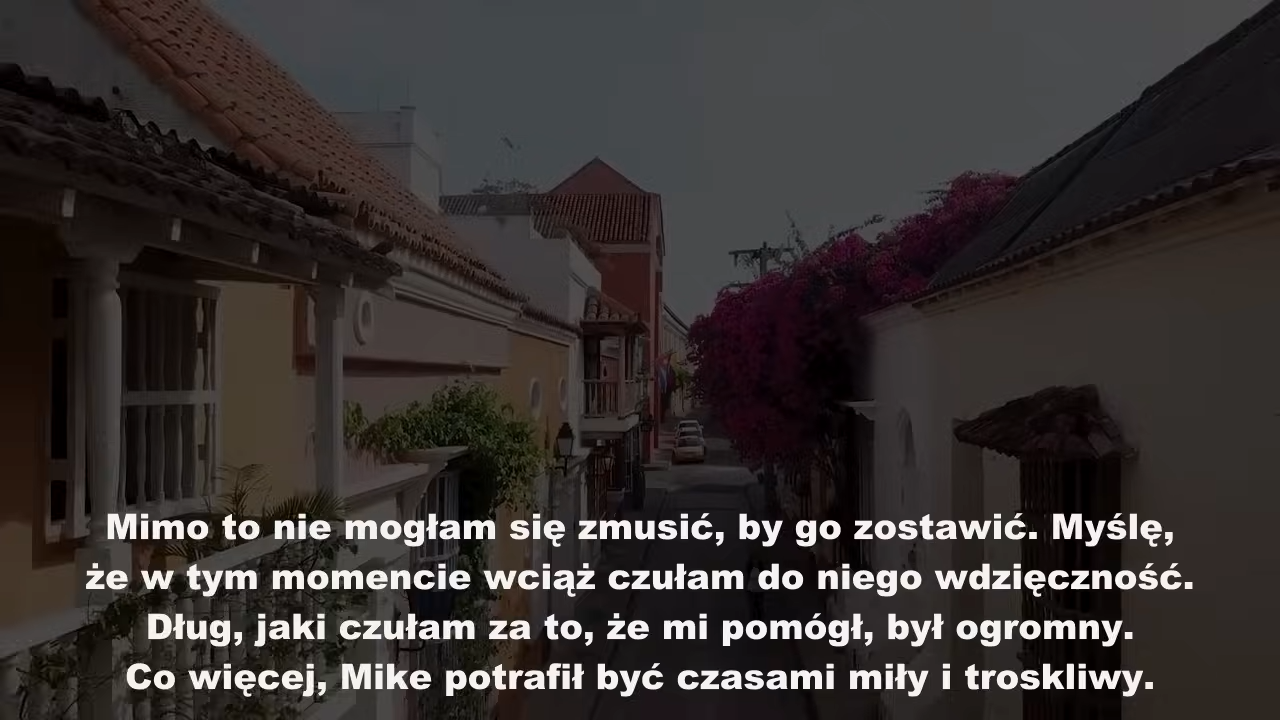 Mimo to nie mogłam się zmusić, by go zostawić. Myślę,
że w tym momencie wciąż czułam do niego wdzięczność.
Dług, jaki czułam za to, że mi pomógł, był ogromny.
Co więcej, Mike potrafił być czasami miły i troskliwy.